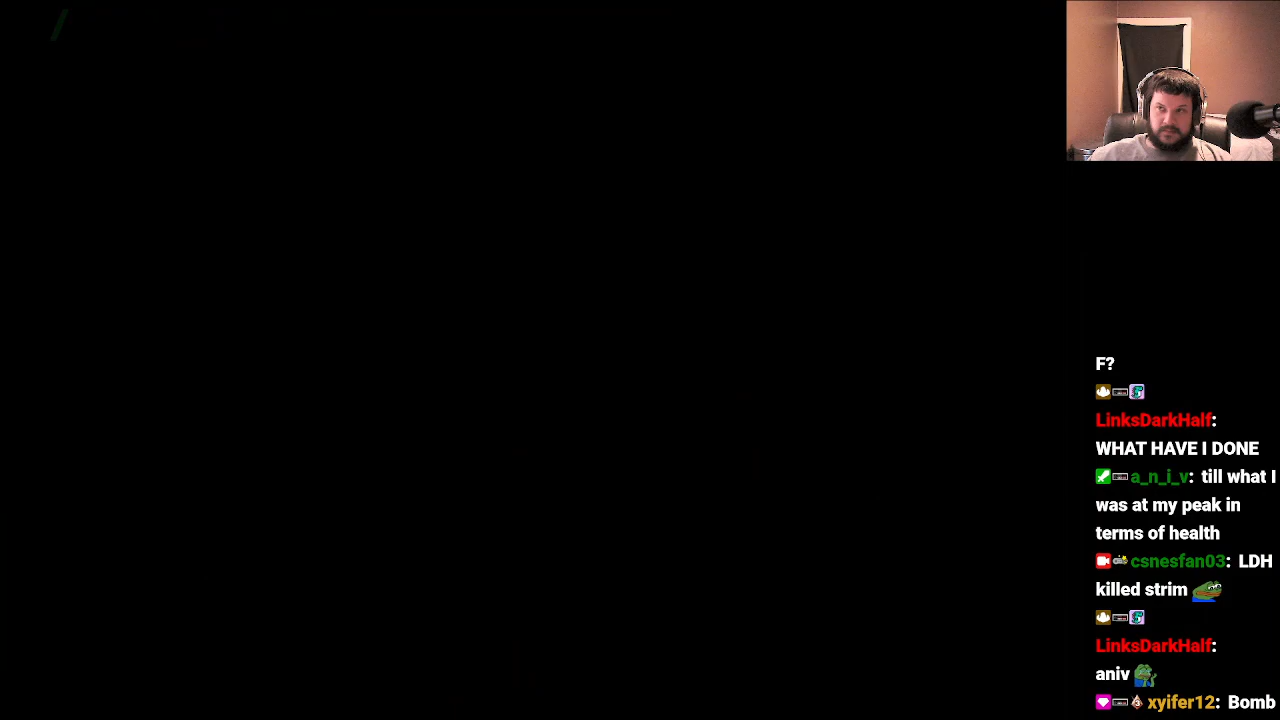 F?
LinksDarkHalf:
WHAT HAVE I DONE
a_n_i_v: till what I
was at my peak in
terms of health
csnesfan03: LDH
killed strim
LinksDarkHalf:
aniv
xyifer12: Bomb